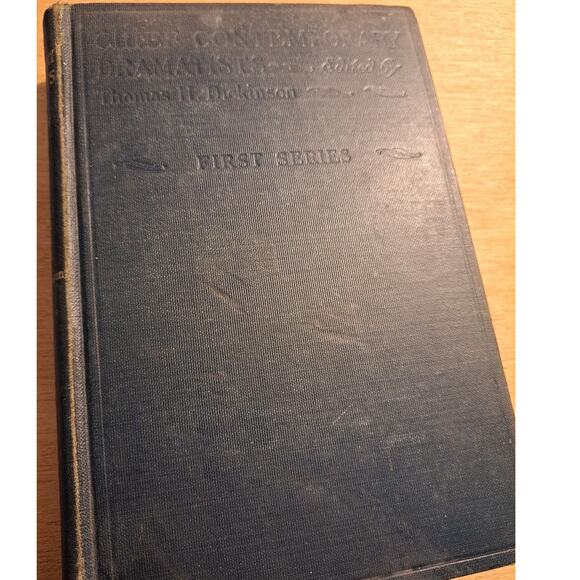 CHIEF CONTEMPORARY
DRAMATISTS edited by
Thomas H. Dickinson
FIRST SERIES